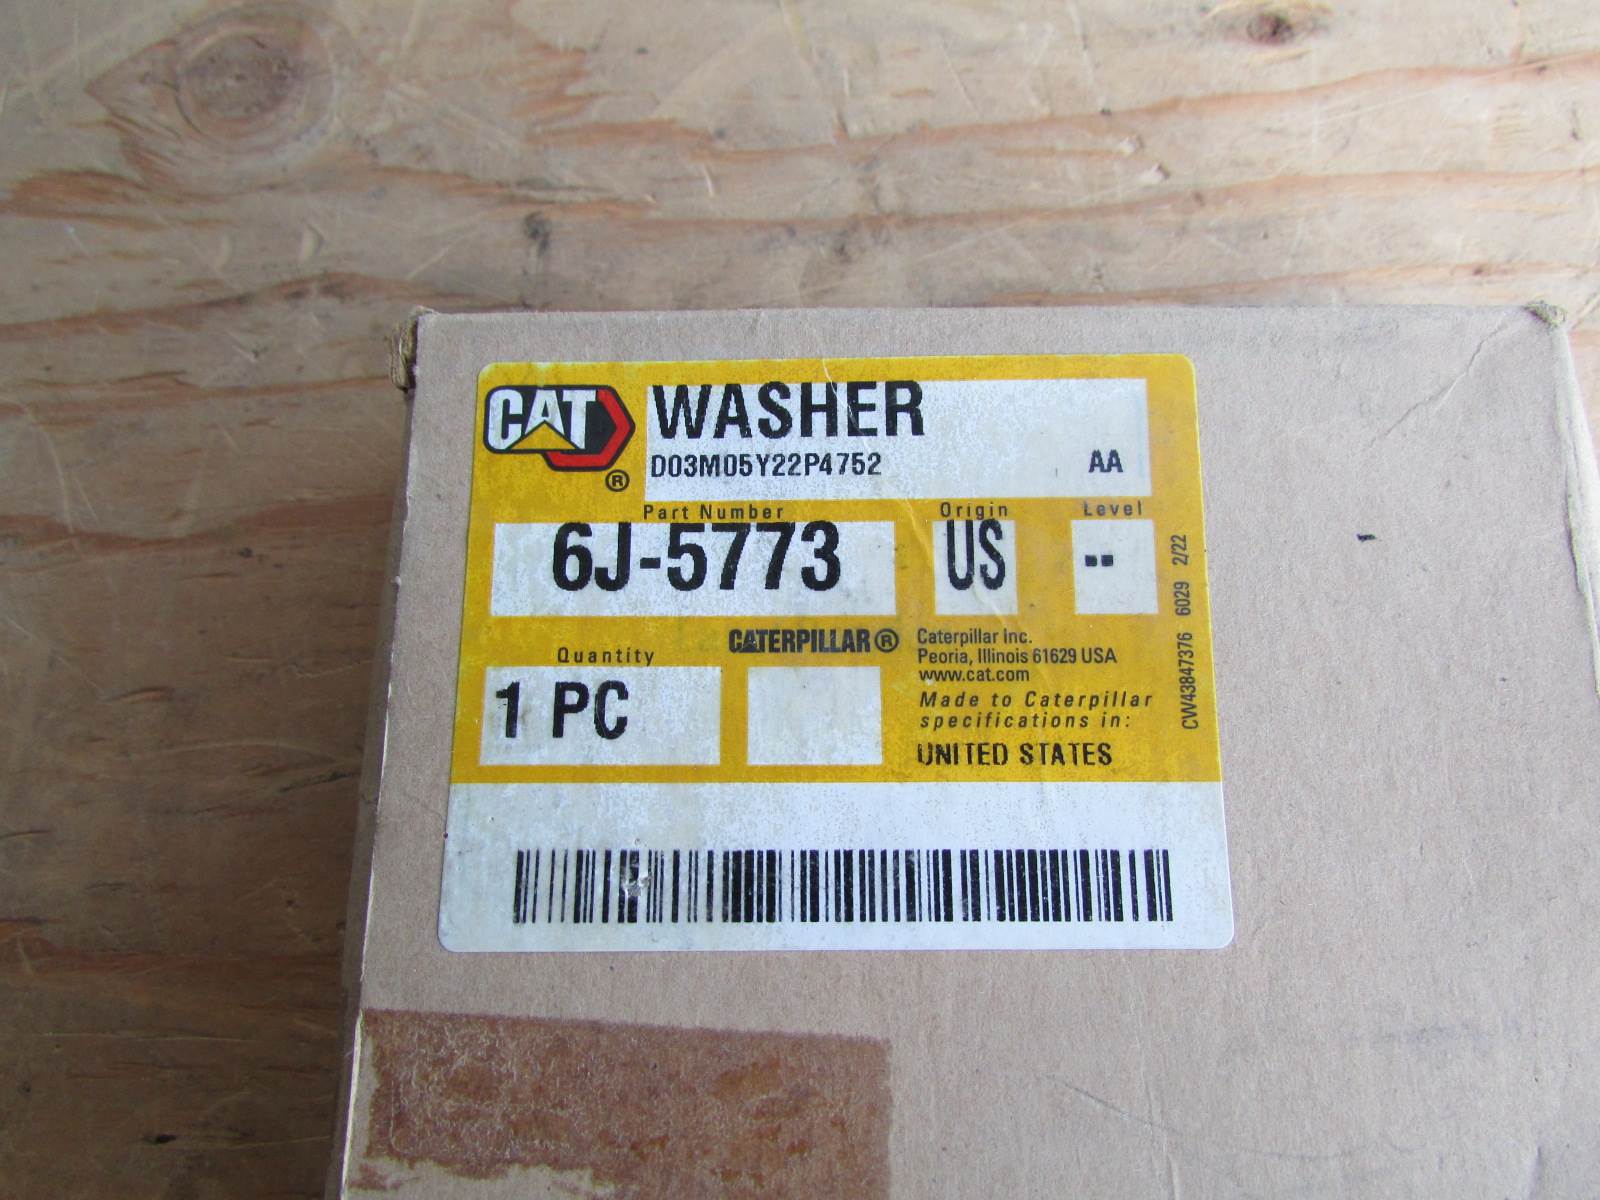 CAT
®
WASHER
D03M05Y22P4752 AA
Part Number Origin Level
6J-5773 US --
Quantity
1 PC
CATERPILLAR®
Caterpillar Inc.
Peoria, Illinois 61629 USA
www.cat.com
Made to Caterpillar
specifications in:
UNITED STATES
CW43847376 6029 2/22